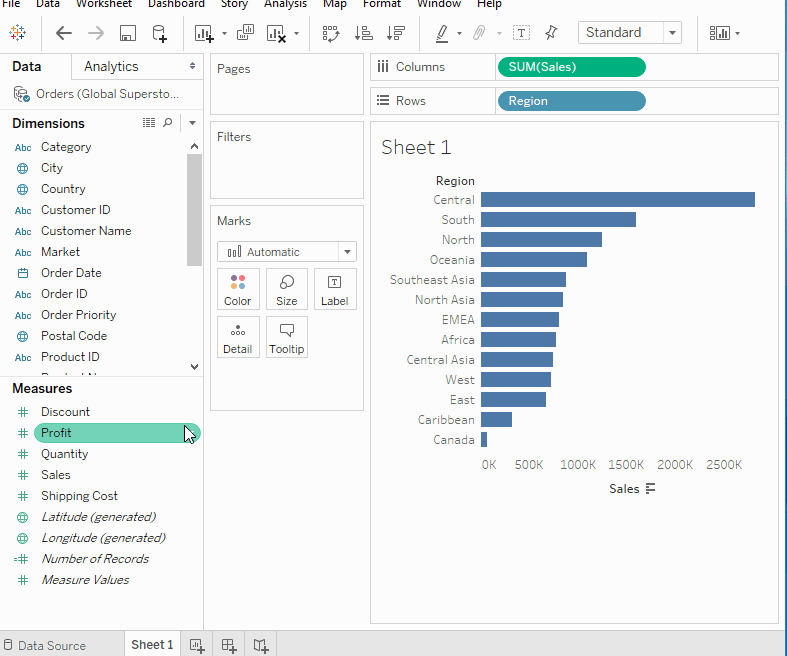 File Data Worksheet Dashboard Story Analysis Map Format Window Help
T Standard
Data Analytics
Orders (Global Supersto...
Dimensions
Abc Category
City
Country
Abc Customer ID
Abc Customer Name
Abc Market
Order Date
Abc Order ID
Abc Order Priority
Postal Code
Abc Product ID
Measures
# Discount
# Profit
# Quantity
# Sales
# Shipping Cost
Latitude (generated)
Longitude (generated)
=# Number of Records
# Measure Values
Pages
Filters
Marks
Automatic
Color Size T Label
Detail Tooltip
Columns SUM(Sales)
Rows Region
Sheet 1
Region
Central
South
North
Oceania
Southeast Asia
North Asia
EMEA
Africa
Central Asia
West
East
Caribbean
Canada
0K 500K 1000K 1500K 2000K 2500K
Sales
Data Source Sheet 1